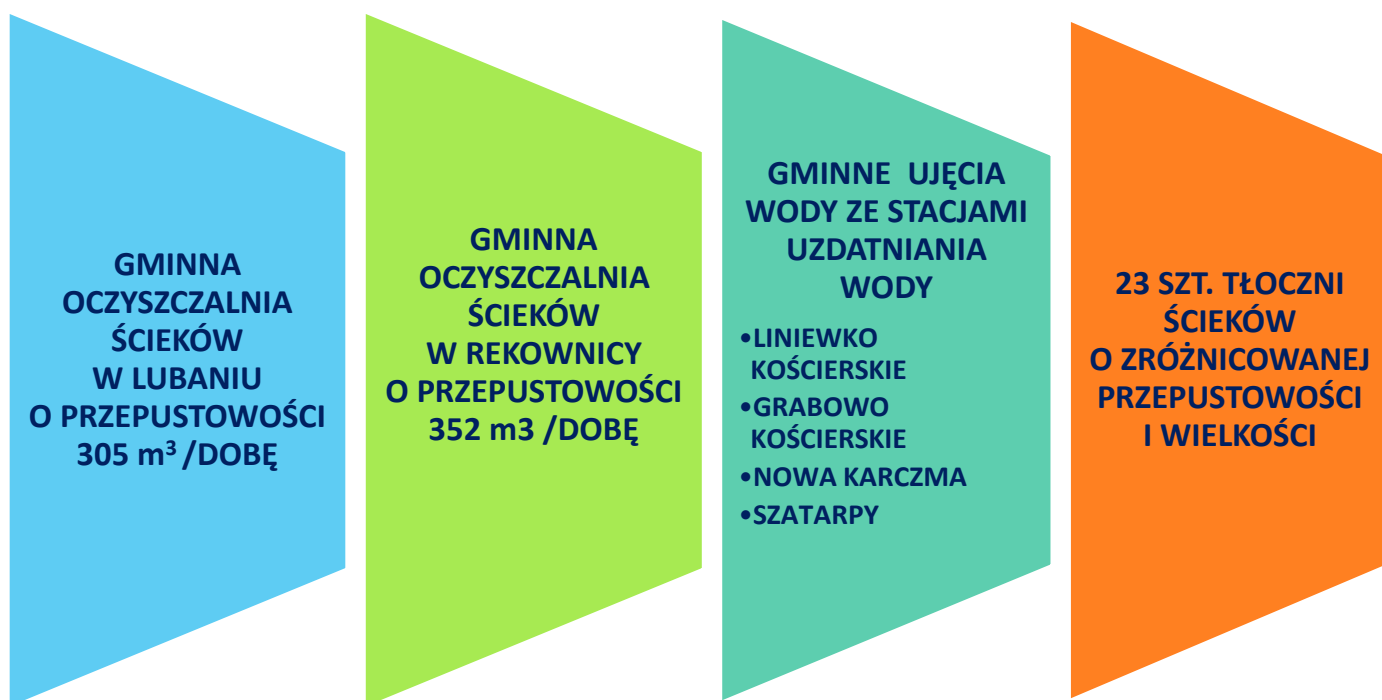 GMINNA
OCZYSZCZALNIA
ŚCIEKÓW
W LUBANIU
O PRZEPUSTOWOŚCI
305 m³ /DOBĘ
GMINNA
OCZYSZCZALNIA
ŚCIEKÓW
W REKOWNICY
O PRZEPUSTOWOŚCI
352 m3 /DOBĘ
GMINNE UJĘCIA
WODY ZE STACJAMI
UZDATNIANIA
WODY
•LINIEWKO
KOŚCIERSKIE
•GRABOWO
KOŚCIERSKIE
•NOWA KARCZMA
•SZATARPY
23 SZT. TŁOCZNI
ŚCIEKÓW
O ZRÓŻNICOWANEJ
PRZEPUSTOWOŚCI
I WIELKOŚCI